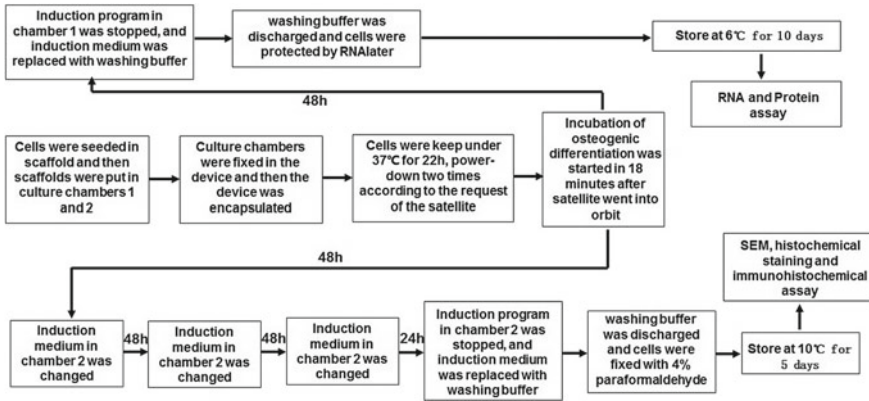 Induction program in
chamber 1 was stopped, and
induction medium was
replaced with washing buffer
washing buffer was
discharged and cells were
protected by RNAlater
Store at 6℃ for 10 days
RNA and Protein
assay
48h
Cells were seeded in
scaffold and then
scaffolds were put in
culture chambers 1
and 2
Culture chambers
were fixed in the
device and then the
device was
encapsulated
Cells were keep under
37℃ for 22h, power-
down two times
according to the request
of the satellite
Incubation of
osteogenic
differentiation was
started in 18
minutes after
satellite went into
orbit
48h
Induction
medium in
chamber 2 was
changed
48h
Induction
medium in
chamber 2 was
changed
48h
Induction
medium in
chamber 2 was
changed
24h
Induction program
in chamber 2 was
stopped, and
induction medium
was replaced with
washing buffer
washing buffer
was discharged
and cells were
fixed with 4%
paraformaldehyde
Store at 10℃ for
5 days
SEM, histochemical
staining and
immunohistochemical
assay